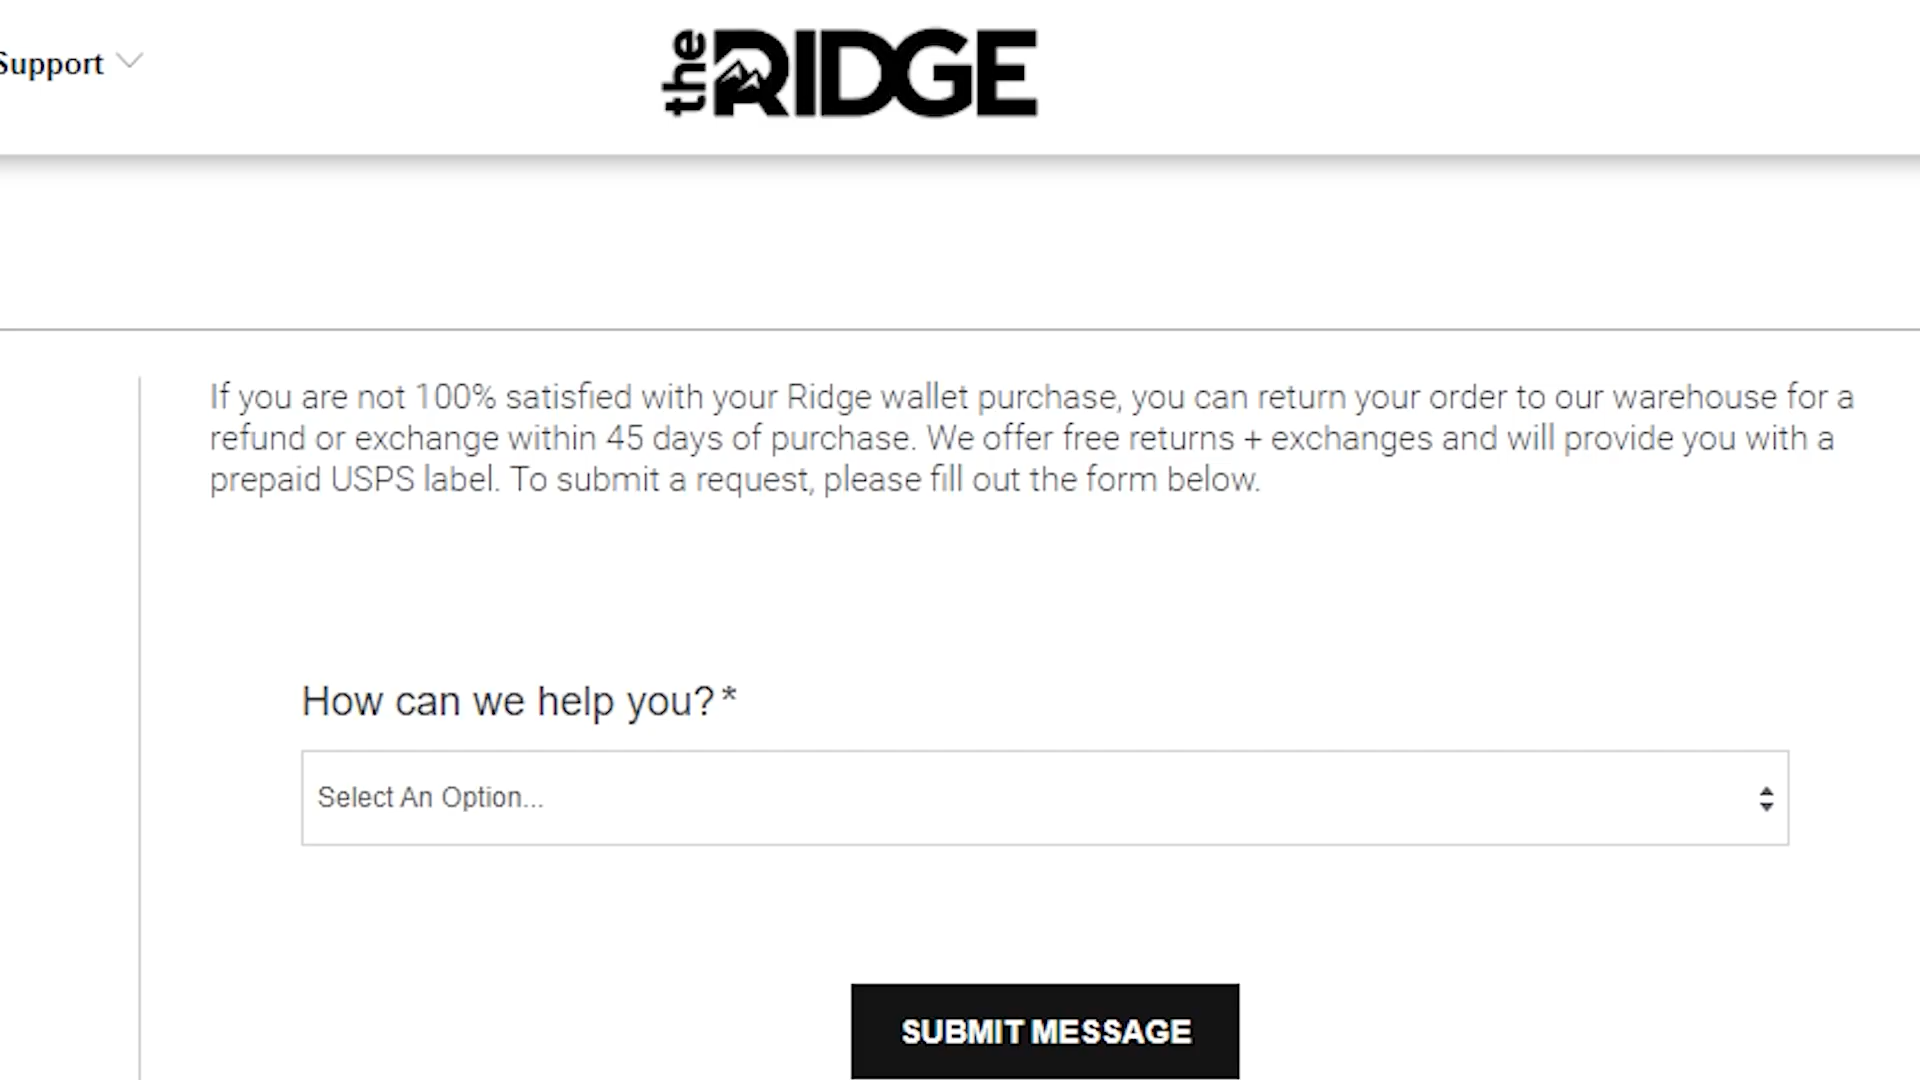 Support
the RIDGE
If you are not 100% satisfied with your Ridge wallet purchase, you can return your order to our warehouse for a
refund or exchange within 45 days of purchase. We offer free returns + exchanges and will provide you with a
prepaid USPS label. To submit a request, please fill out the form below.
How can we help you?*
Select An Option...
SUBMIT MESSAGE